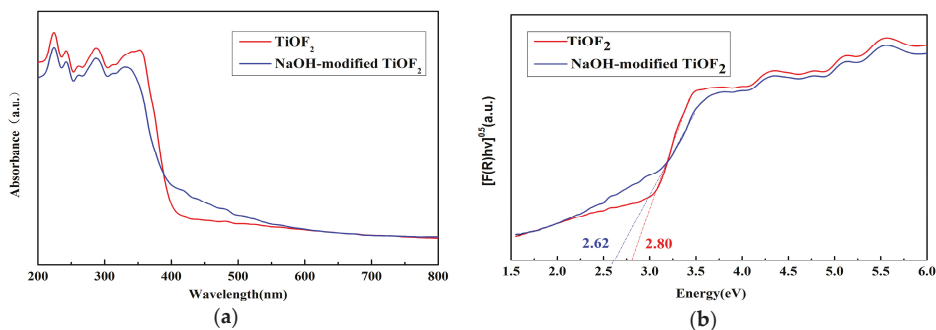 TiOF₂
NaOH-modified TiOF₂
Absorbance (a.u.)
200 300 400 500 600 700 800
Wavelength(nm)
(a)
TiOF₂
NaOH-modified TiOF₂
[F(R)hv]^0.5(a.u.)
2.62 2.80
1.5 2.0 2.5 3.0 3.5 4.0 4.5 5.0 5.5 6.0
Energy(eV)
(b)